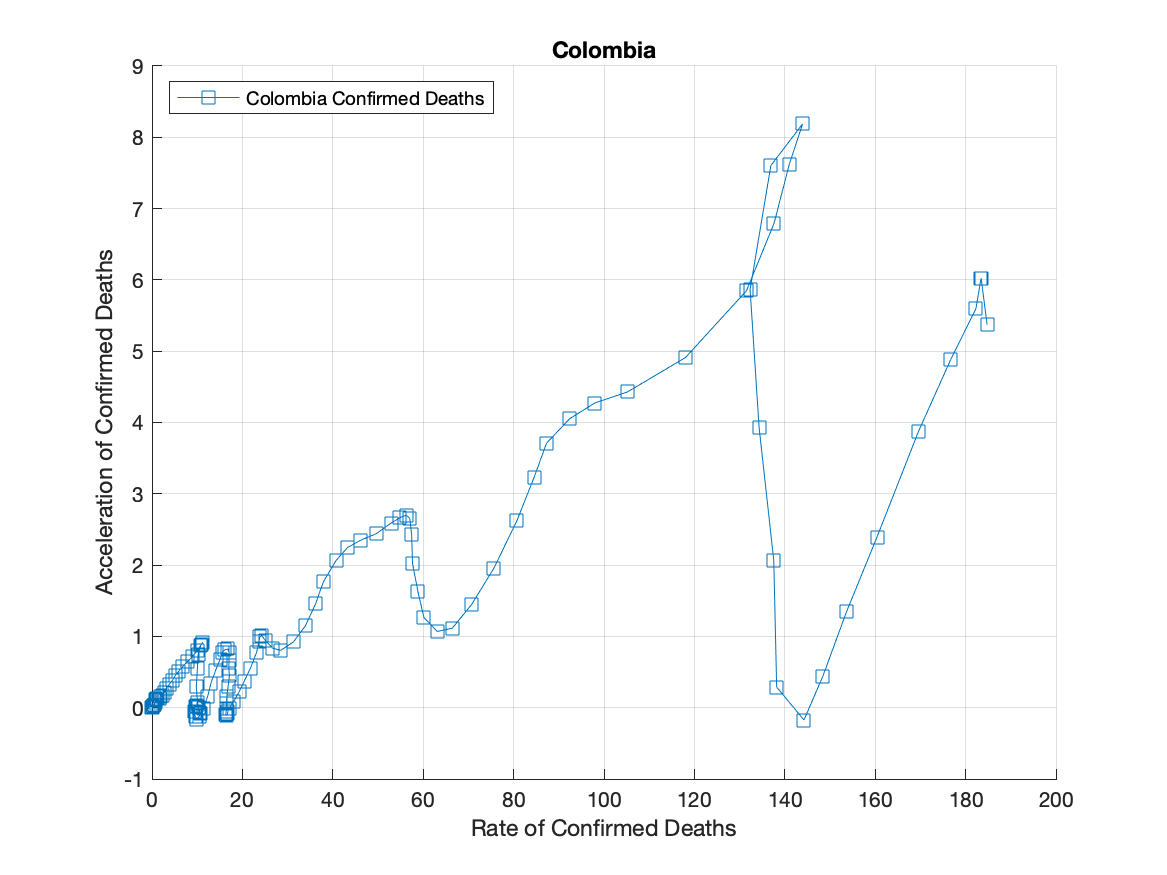 Colombia
Colombia Confirmed Deaths
9
8
7
6
5
4
3
2
1
0
-1
Acceleration of Confirmed Deaths
0 20 40 60 80 100 120 140 160 180 200
Rate of Confirmed Deaths